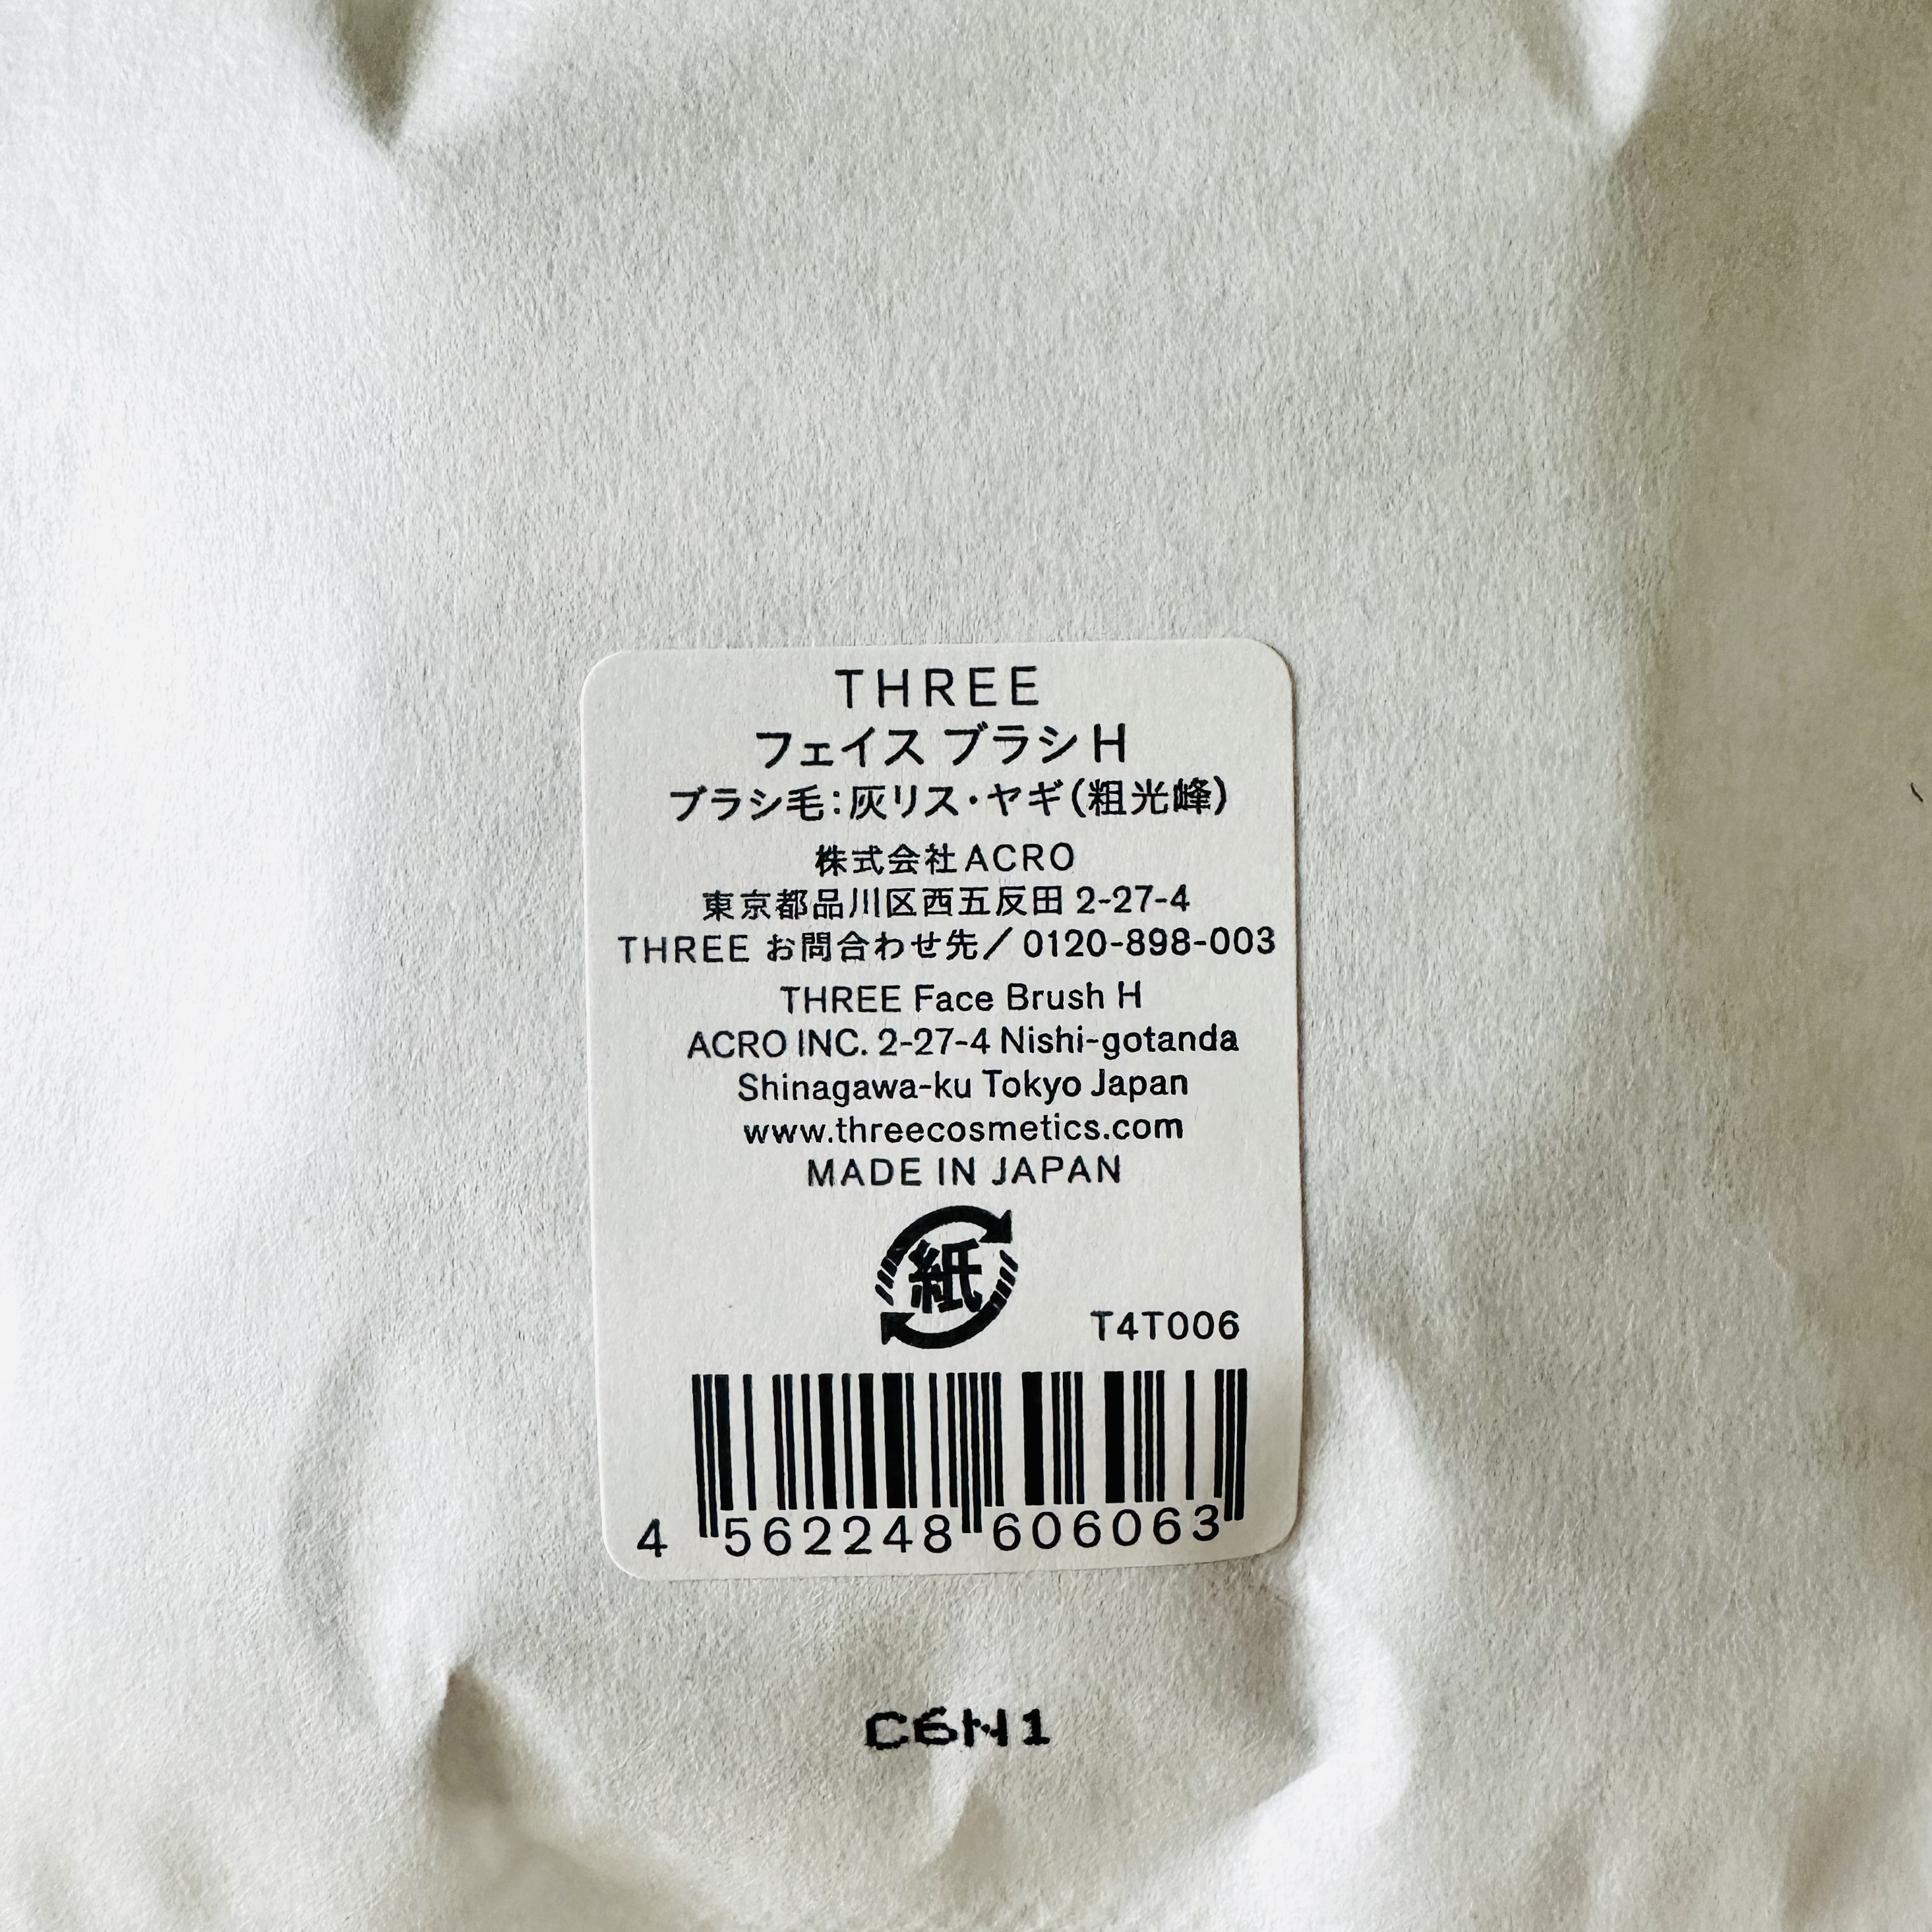 THREE
フェイス ブラシ H
ブラシ毛:灰リス・ヤギ(粗光峰)
株式会社ACRO
東京都品川区西五反田 2-27-4
THREE お問合わせ先／0120-898-003
THREE Face Brush H
ACRO INC. 2-27-4 Nishi-gotanda
Shinagawa-ku Tokyo Japan
www.threecosmetics.com
MADE IN JAPAN
紙
T4T006
4 562248 606063
C6N1